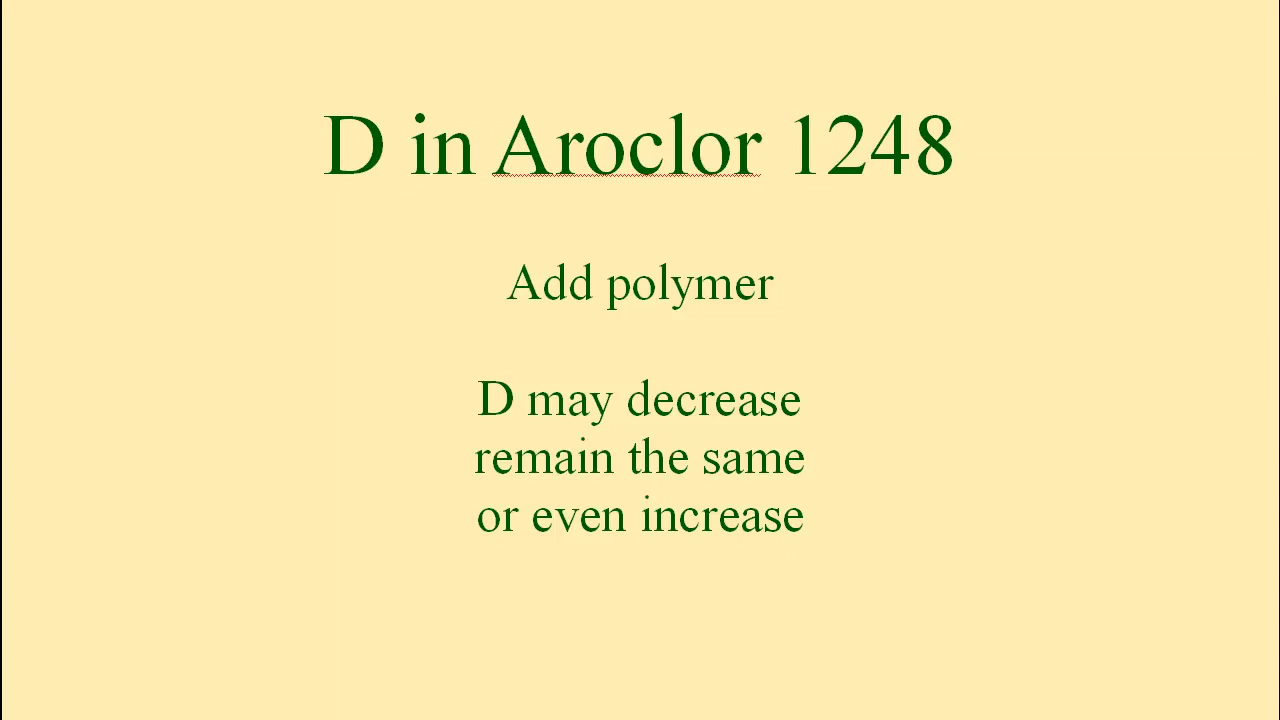 D in Aroclor 1248
Add polymer
D may decrease
remain the same
or even increase